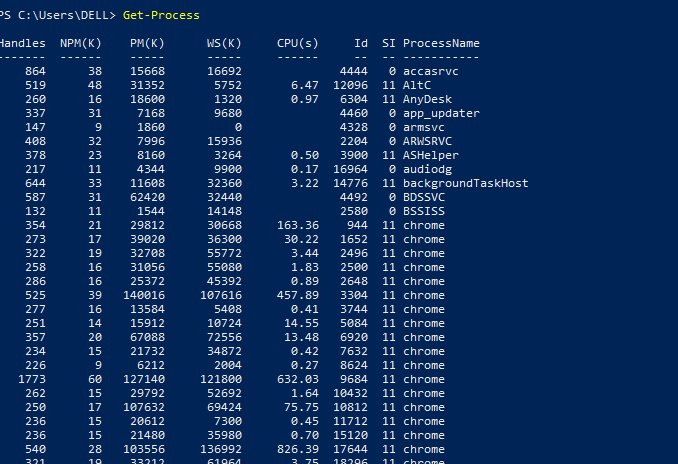 PS C:\Users\DELL> Get-Process
Handles NPM(K) PM(K) WS(K) CPU(s) Id SI ProcessName
------- ------ ----- ----- ------ -- -- -----------
864 38 15668 16692 4444 0 accasrvc
519 48 31352 5752 6.47 12096 11 AltC
260 16 18600 1320 0.97 6304 11 AnyDesk
337 31 7168 9680 4460 0 app_updater
147 9 1860 0 4328 0 armsvc
408 32 7996 15936 2204 0 ARWSRVC
378 23 8160 3264 0.50 3900 11 ASHelper
217 11 4344 9900 0.17 16964 0 audiodg
644 33 11608 32360 3.22 14776 11 backgroundTaskHost
587 31 62420 32440 4492 0 BDSSVC
132 11 1544 14148 2580 0 BSSISS
354 21 29812 30668 163.36 944 11 chrome
273 17 39020 36300 30.22 1652 11 chrome
322 19 32708 55772 3.44 2496 11 chrome
258 16 31056 55080 1.83 2500 11 chrome
286 16 25372 45392 0.89 2648 11 chrome
525 39 140016 107616 457.89 3304 11 chrome
277 16 13584 5408 0.41 3744 11 chrome
251 14 15912 10724 14.55 5084 11 chrome
357 20 67088 72556 13.48 6920 11 chrome
234 15 21732 34872 0.42 7632 11 chrome
226 9 6212 2004 0.27 8624 11 chrome
1773 60 127140 121800 632.03 9684 11 chrome
262 15 29792 52692 1.64 10432 11 chrome
250 17 107632 69424 75.75 10812 11 chrome
236 15 20612 7300 0.45 11712 11 chrome
236 15 21480 35980 0.70 15120 11 chrome
540 28 103556 136992 826.39 17644 11 chrome
321 19 33212 61964 3.75 18296 11 chrome